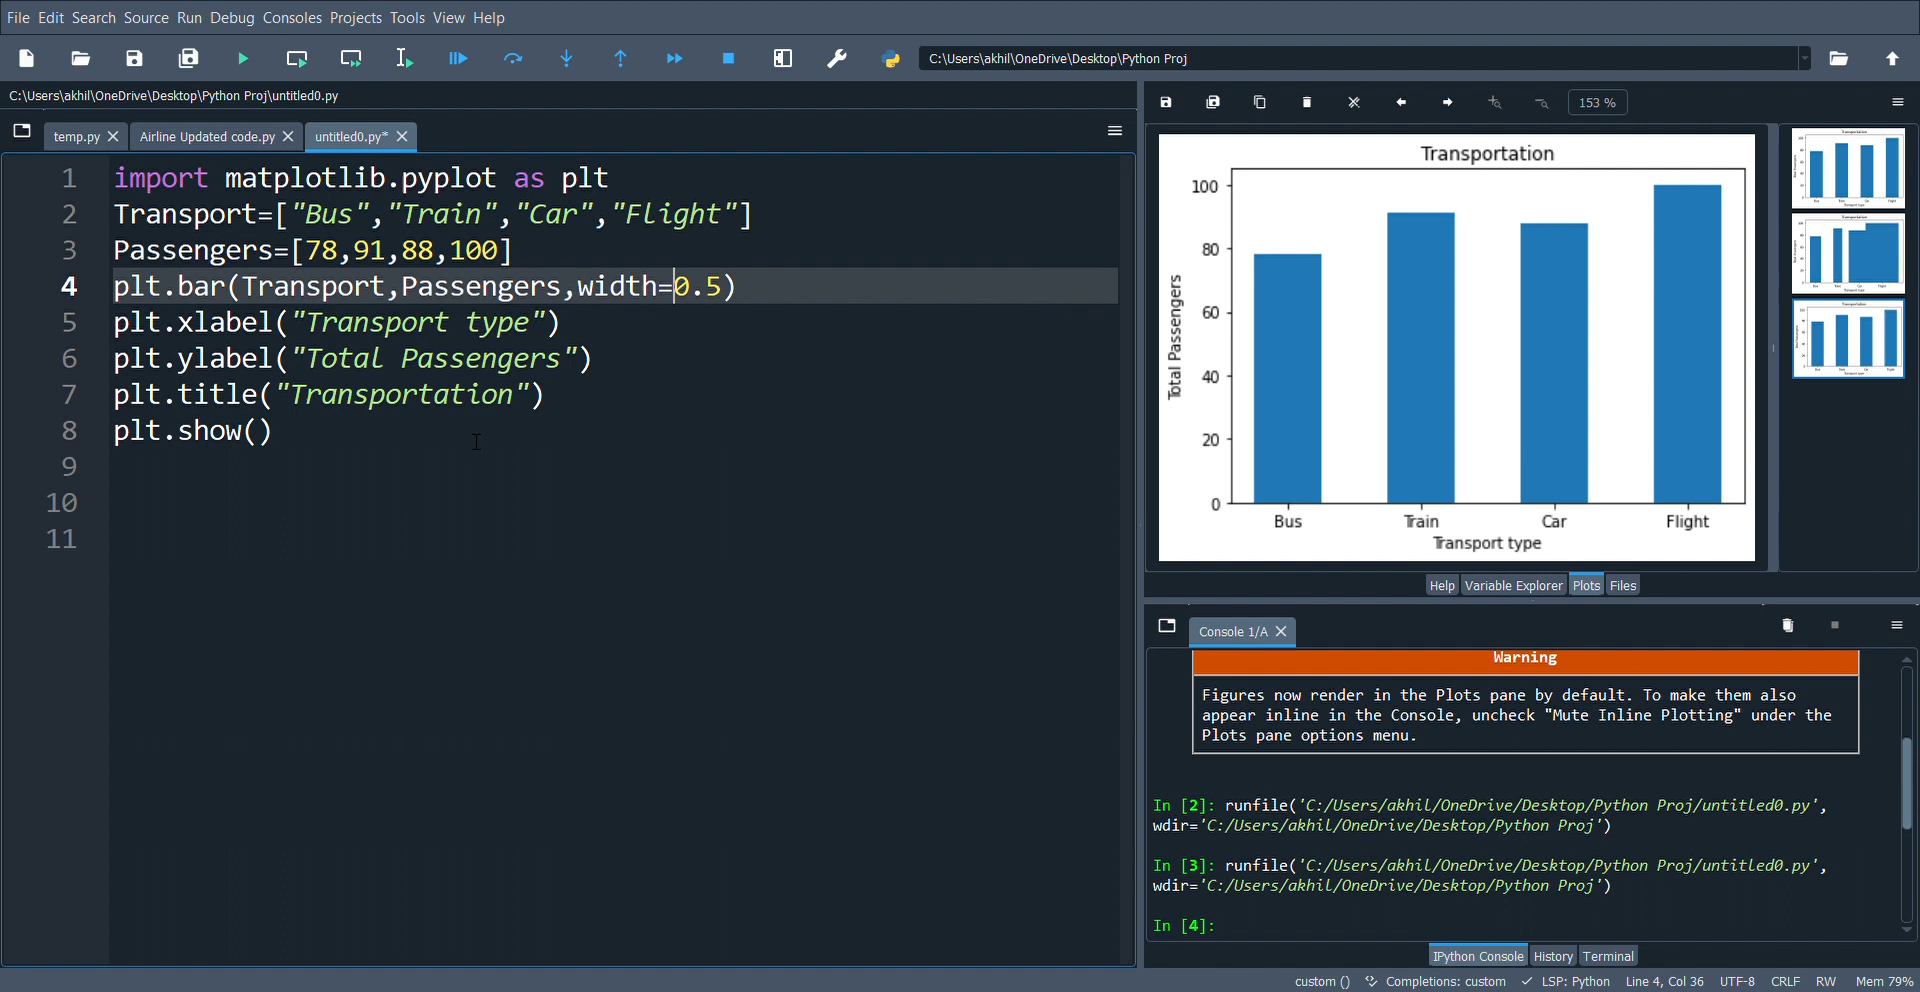 File Edit Search Source Run Debug Consoles Projects Tools View Help
C:\Users\akhil\OneDrive\Desktop\Python Proj
C:\Users\akhil\OneDrive\Desktop\Python Proj\untitled0.py
153 %
temp.py Airline Updated code.py untitled0.py*
1 import matplotlib.pyplot as plt
2 Transport=["Bus","Train","Car","Flight"]
3 Passengers=[78,91,88,100]
4 plt.bar(Transport,Passengers,width=0.5)
5 plt.xlabel("Transport type")
6 plt.ylabel("Total Passengers")
7 plt.title("Transportation")
8 plt.show()
9
10
11
Transportation
Total Passengers
100
80
60
40
20
0
Bus Train Car Flight
Transport type
Help Variable Explorer Plots Files
Console 1/A
Warning
Figures now render in the Plots pane by default. To make them also
appear inline in the Console, uncheck "Mute Inline Plotting" under the
Plots pane options menu.
In [2]: runfile('C:/Users/akhil/OneDrive/Desktop/Python Proj/untitled0.py',
wdir='C:/Users/akhil/OneDrive/Desktop/Python Proj')
In [3]: runfile('C:/Users/akhil/OneDrive/Desktop/Python Proj/untitled0.py',
wdir='C:/Users/akhil/OneDrive/Desktop/Python Proj')
In [4]:
IPython Console History Terminal
custom () Completions: custom LSP: Python Line 4, Col 36 UTF-8 CRLF RW Mem 79%